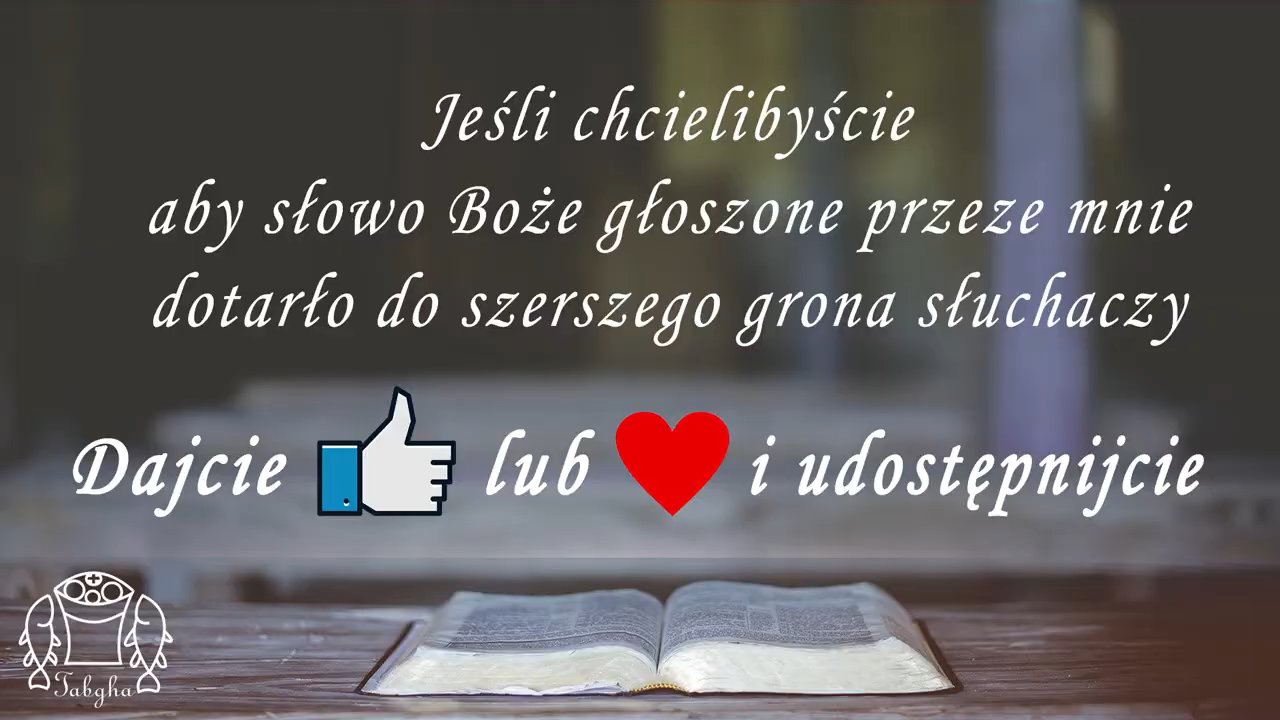 Jeśli chcielibyście
aby słowo Boże głoszone przeze mnie
dotarło do szerszego grona słuchaczy
Dajcie lub i udostępnijcie
Tabgha